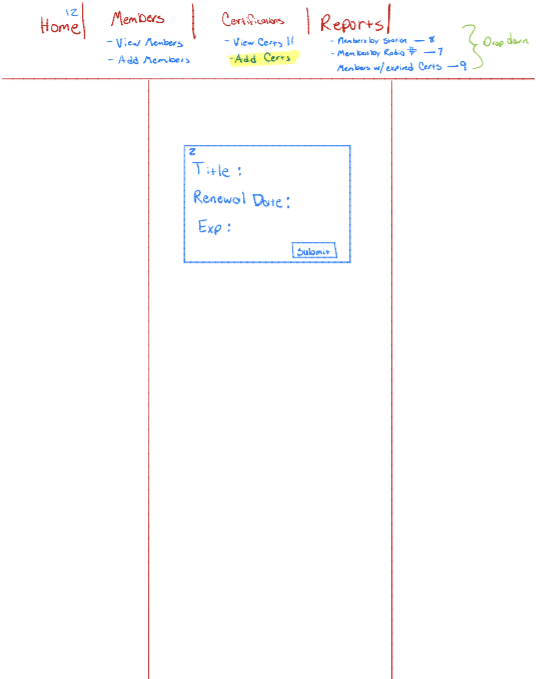 12
Home
Members
- View Members
- Add Members
Certifications
- View Certs 11
- Add Certs
Reports
- Members by Station — 8
- Members by Radio # — 7
Members w/ expired Certs — 9
Drop down
2
Title :
Renewal Date :
Exp :
Submit